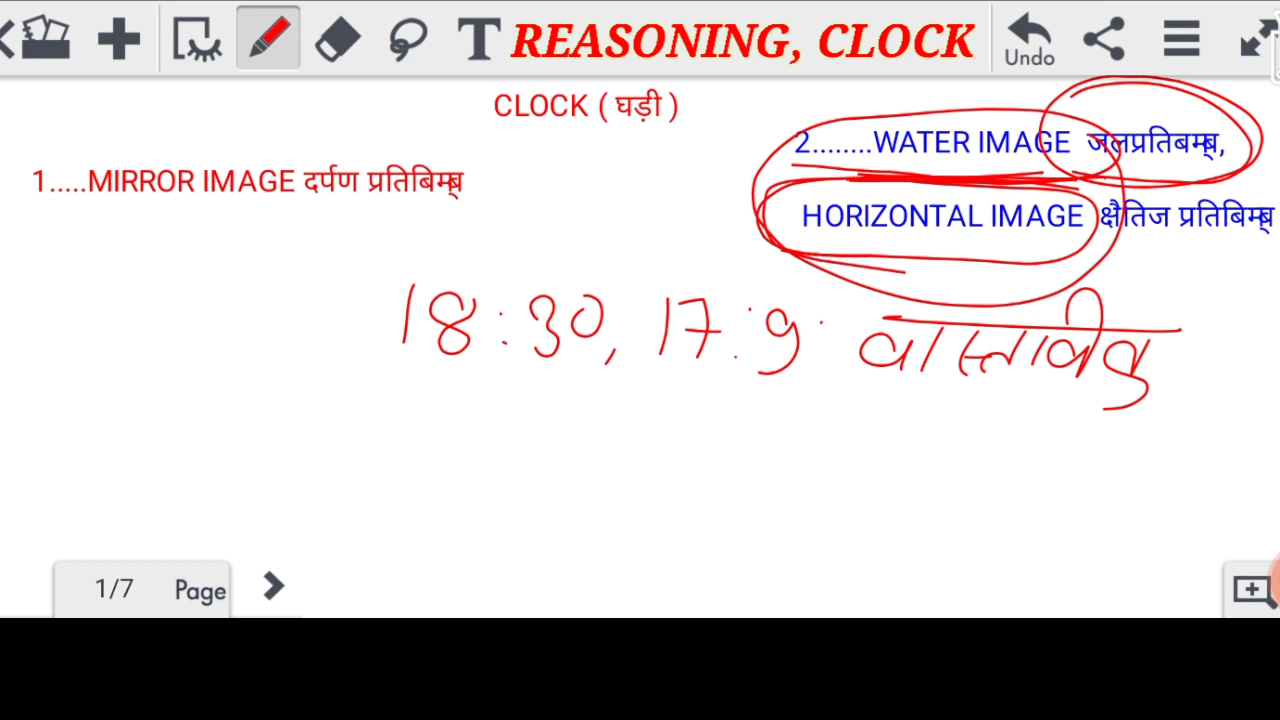 REASONING, CLOCK
Undo
CLOCK ( घड़ी )
2........WATER IMAGE जलप्रतिबम्ब,
1.....MIRROR IMAGE दर्पण प्रतिबिम्ब
HORIZONTAL IMAGE क्षैतिज प्रतिबिम्ब
18:30, 17:9 वास्तवीक
1/7 Page